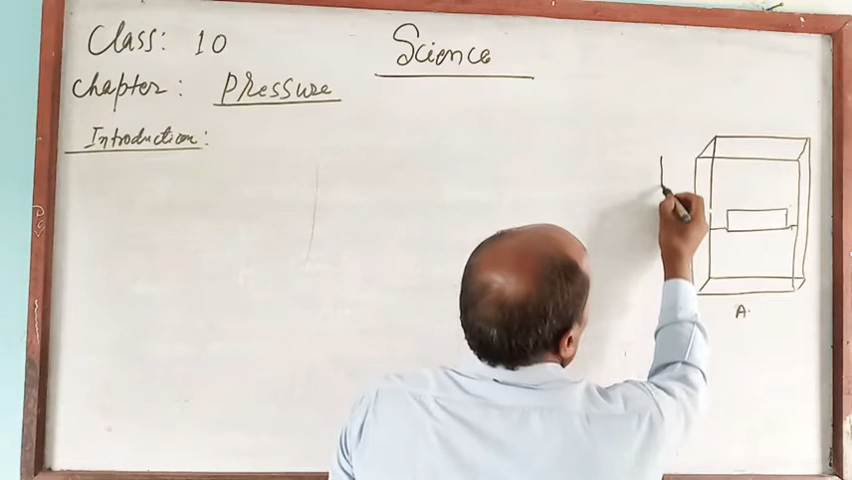 Class: 10
Science
Chapter: Pressure
Introduction:
A.